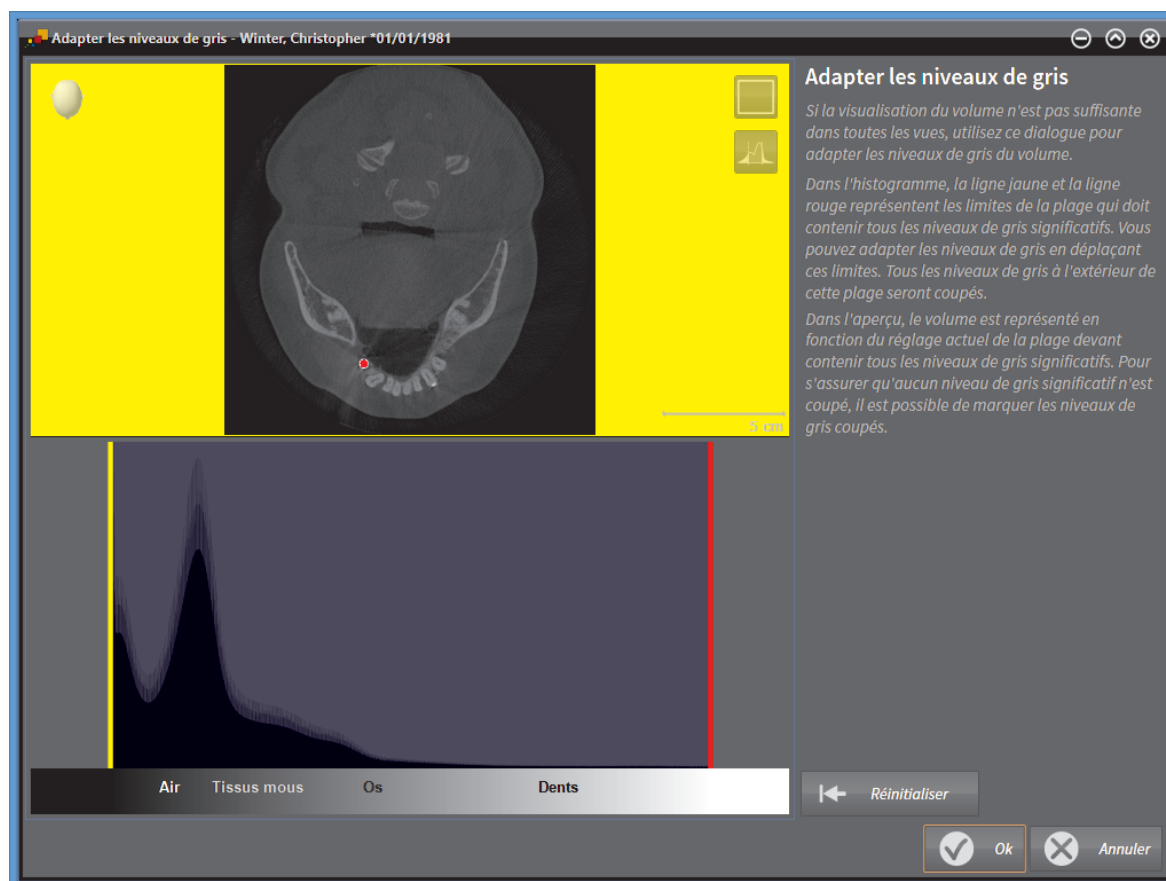 Adapter les niveaux de gris - Winter, Christopher *01/01/1981
5 cm
Air Tissus mous Os Dents
Adapter les niveaux de gris
Si la visualisation du volume n'est pas suffisante
dans toutes les vues, utilisez ce dialogue pour
adapter les niveaux de gris du volume.
Dans l'histogramme, la ligne jaune et la ligne
rouge représentent les limites de la plage qui doit
contenir tous les niveaux de gris significatifs. Vous
pouvez adapter les niveaux de gris en déplaçant
ces limites. Tous les niveaux de gris à l'extérieur de
cette plage seront coupés.
Dans l'aperçu, le volume est représenté en
fonction du réglage actuel de la plage devant
contenir tous les niveaux de gris significatifs. Pour
s'assurer qu'aucun niveau de gris significatif n'est
coupé, il est possible de marquer les niveaux de
gris coupés.
Réinitialiser
Ok Annuler